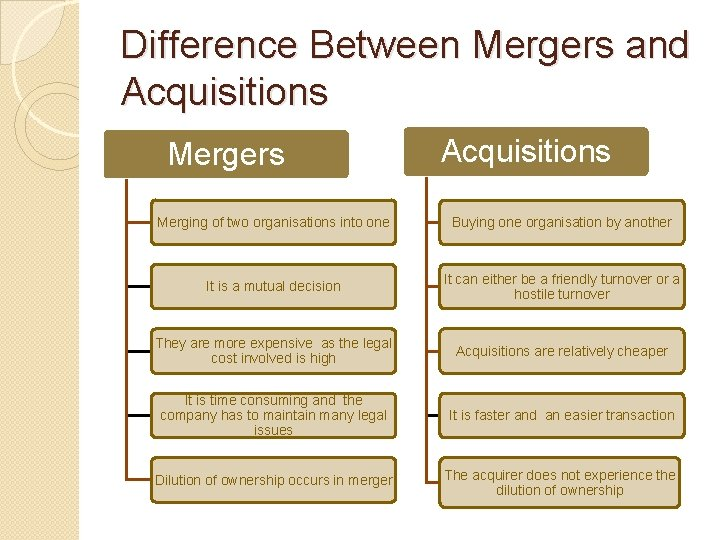 Difference Between Mergers and
Acquisitions
Mergers
Merging of two organisations into one
It is a mutual decision
They are more expensive as the legal
cost involved is high
It is time consuming and the
company has to maintain many legal
issues
Dilution of ownership occurs in merger
Acquisitions
Buying one organisation by another
It can either be a friendly turnover or a
hostile turnover
Acquisitions are relatively cheaper
It is faster and an easier transaction
The acquirer does not experience the
dilution of ownership